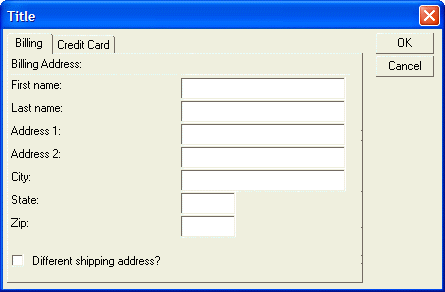 Title
Billing Credit Card
OK
Cancel
Billing Address:
First name:
Last name:
Address 1:
Address 2:
City:
State:
Zip:
Different shipping address?